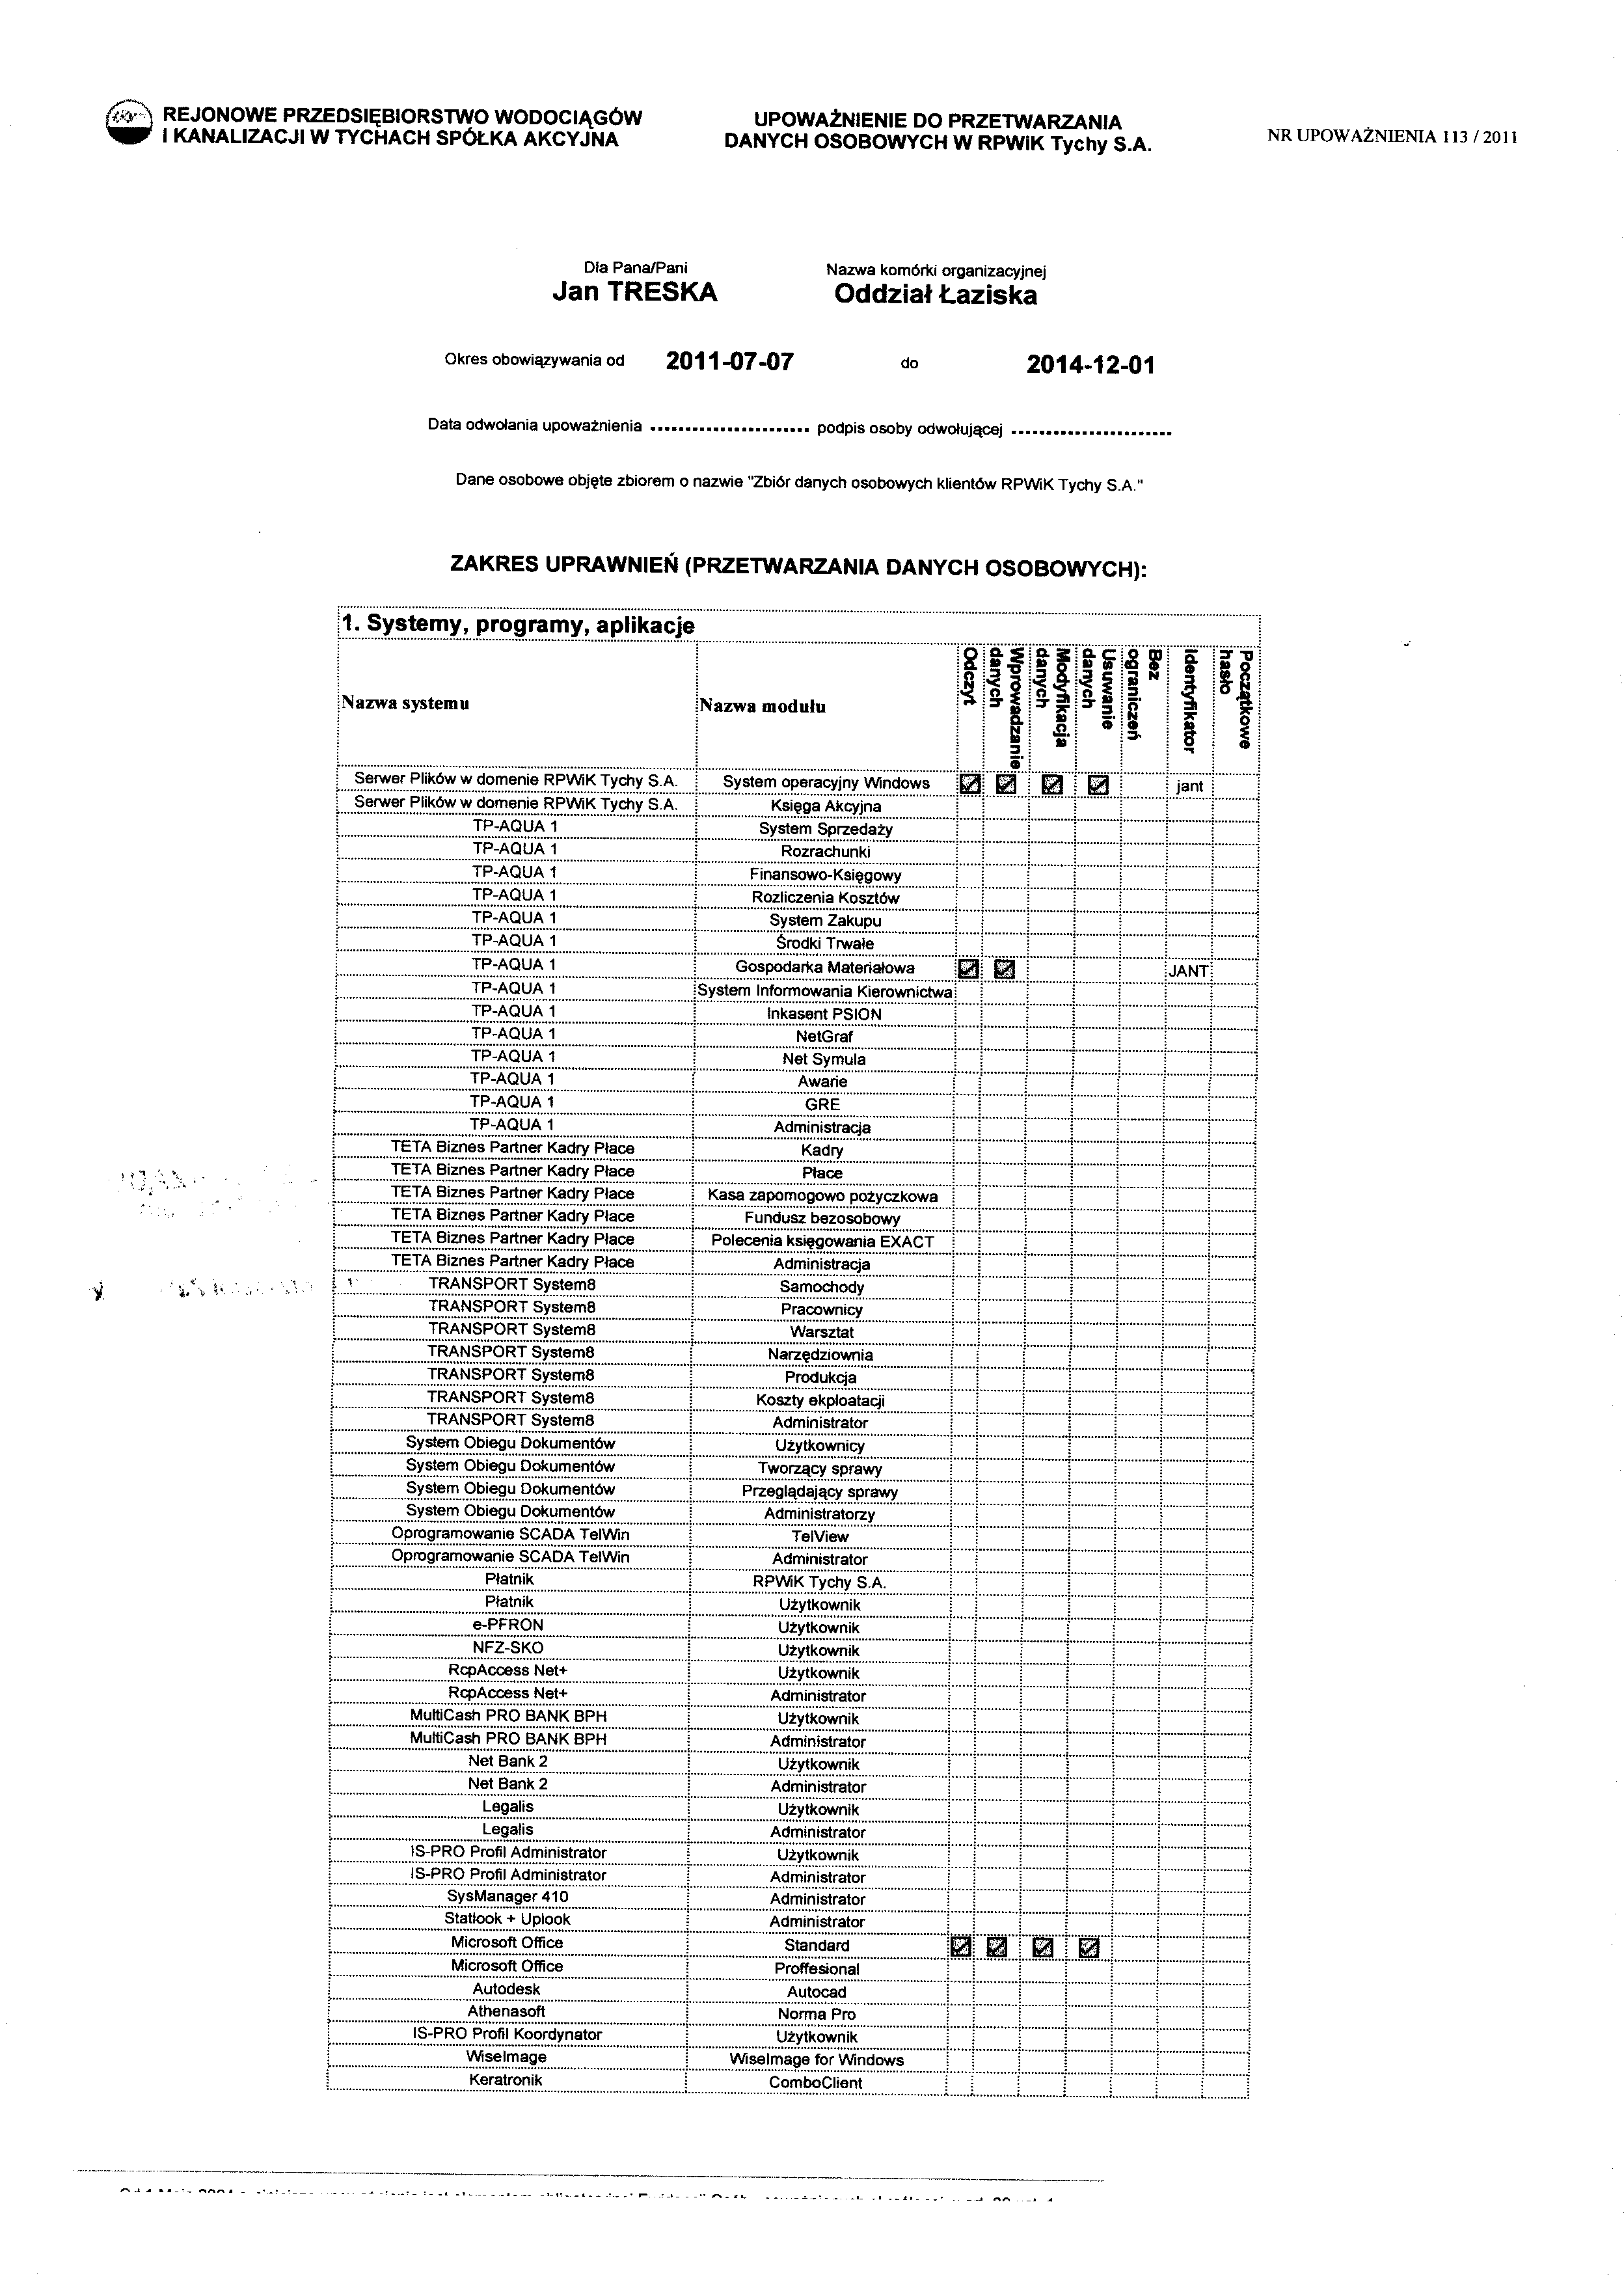 REJONOWE PRZEDSIĘBIORSTWO WODOCIĄGÓW
I KANALIZACJI W TYCHACH SPÓŁKA AKCYJNA
UPOWAŻNIENIE DO PRZETWARZANIA
DANYCH OSOBOWYCH W RPWiK Tychy S.A.
NR UPOWAŻNIENIA 113 / 2011
Dla Pana/Pani
Jan TRESKA
Nazwa komórki organizacyjnej
Oddział Łaziska
Okres obowiązywania od 2011-07-07 do 2014-12-01
Data odwołania upoważnienia ....................... podpis osoby odwołującej .......................
Dane osobowe objęte zbiorem o nazwie "Zbiór danych osobowych klientów RPWiK Tychy S.A."
ZAKRES UPRAWNIEŃ (PRZETWARZANIA DANYCH OSOBOWYCH):
1. Systemy, programy, aplikacje
Nazwa systemu Nazwa modułu Odczyt Wprowadzanie danych Modyfikacja danych Usuwanie danych Bez ograniczeń Identyfikator Początkowe hasło
Serwer Plików w domenie RPWiK Tychy S.A. System operacyjny Windows ☑ ☑ ☑ ☑ jant
Serwer Plików w domenie RPWiK Tychy S.A. Księga Akcyjna
TP-AQUA 1 System Sprzedaży
TP-AQUA 1 Rozrachunki
TP-AQUA 1 Finansowo-Księgowy
TP-AQUA 1 Rozliczenia Kosztów
TP-AQUA 1 System Zakupu
TP-AQUA 1 Środki Trwałe
TP-AQUA 1 Gospodarka Materiałowa ☑ ☑ JANT
TP-AQUA 1 System Informowania Kierownictwa
TP-AQUA 1 Inkasent PSION
TP-AQUA 1 NetGraf
TP-AQUA 1 Net Symula
TP-AQUA 1 Awarie
TP-AQUA 1 GRE
TP-AQUA 1 Administracja
TETA Biznes Partner Kadry Płace Kadry
TETA Biznes Partner Kadry Płace Płace
TETA Biznes Partner Kadry Płace Kasa zapomogowo pożyczkowa
TETA Biznes Partner Kadry Płace Fundusz bezosobowy
TETA Biznes Partner Kadry Płace Polecenia księgowania EXACT
TETA Biznes Partner Kadry Płace Administracja
TRANSPORT System8 Samochody
TRANSPORT System8 Pracownicy
TRANSPORT System8 Warsztat
TRANSPORT System8 Narzędziownia
TRANSPORT System8 Produkcja
TRANSPORT System8 Koszty ekploatacji
TRANSPORT System8 Administrator
System Obiegu Dokumentów Użytkownicy
System Obiegu Dokumentów Tworzący sprawy
System Obiegu Dokumentów Przeglądający sprawy
System Obiegu Dokumentów Administratorzy
Oprogramowanie SCADA TelWin TelView
Oprogramowanie SCADA TelWin Administrator
Płatnik RPWiK Tychy S.A.
Płatnik Użytkownik
e-PFRON Użytkownik
NFZ-SKO Użytkownik
RcpAccess Net+ Użytkownik
RcpAccess Net+ Administrator
MultiCash PRO BANK BPH Użytkownik
MultiCash PRO BANK BPH Administrator
Net Bank 2 Użytkownik
Net Bank 2 Administrator
Legalis Użytkownik
Legalis Administrator
IS-PRO Profil Administrator Użytkownik
IS-PRO Profil Administrator Administrator
SysManager 410 Administrator
Statlook + Uplook Administrator
Microsoft Office Standard ☑ ☑ ☑ ☑
Microsoft Office Proffesional
Autodesk Autocad
Athenasoft Norma Pro
IS-PRO Profil Koordynator Użytkownik
WiseImage WiseImage for Windows
Keratronik ComboClient